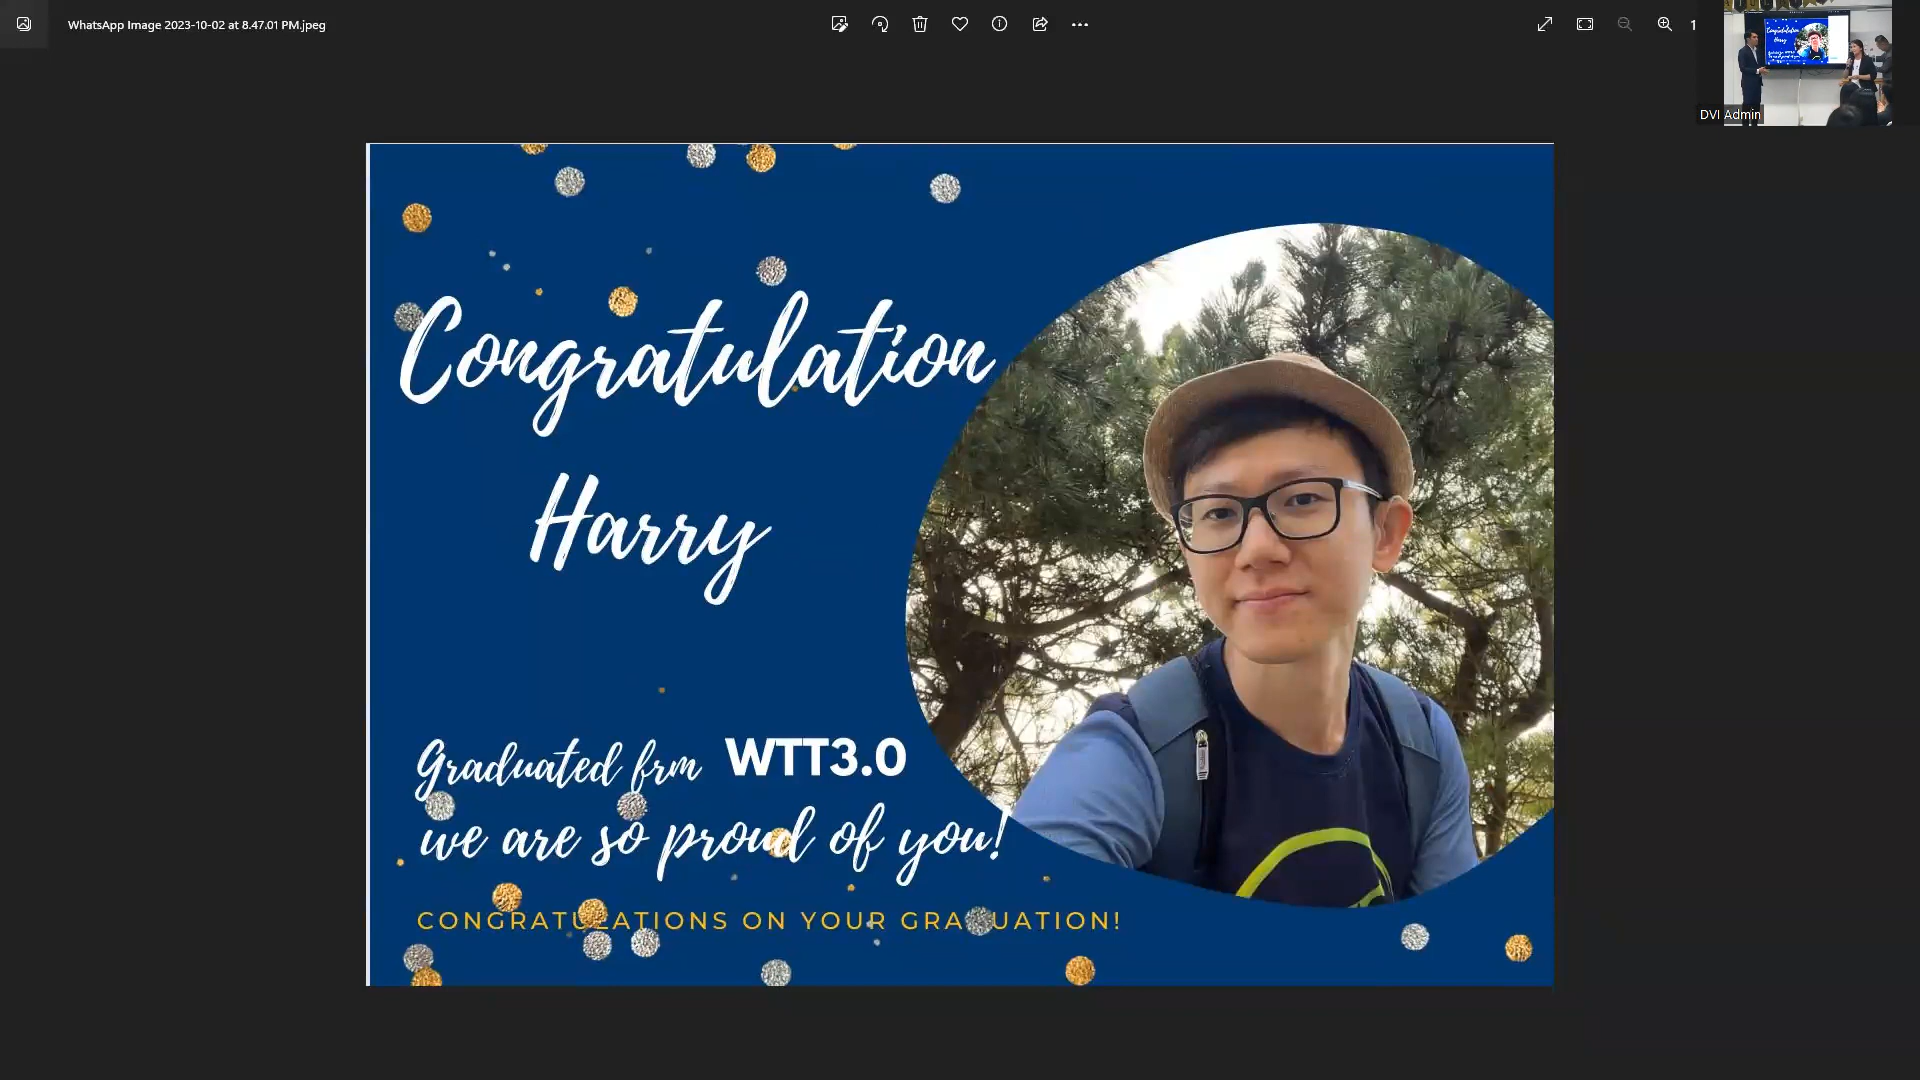 WhatsApp Image 2023-10-02 at 8.47.01 PM.jpeg
1
DVI Admin
Congratulation
Harry
Graduated frm WTT3.0
we are so proud of you!
CONGRATULATIONS ON YOUR GRADUATION!